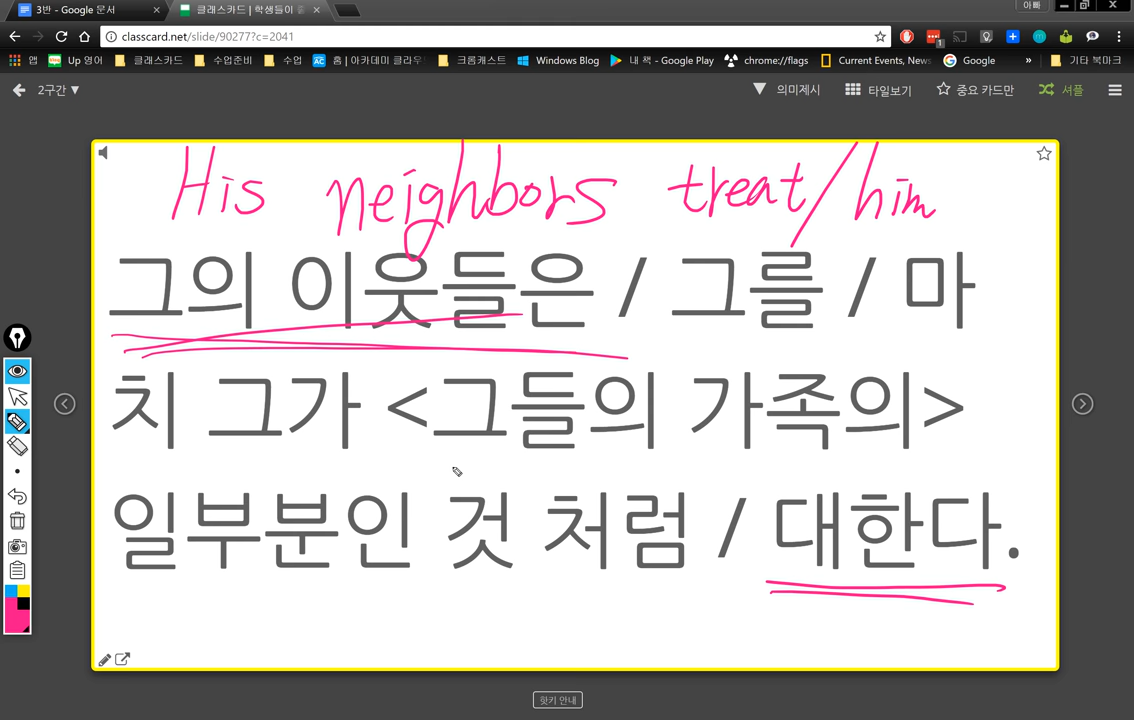 3반 - Google 문서
클래스카드 | 학생들이 좋
아빠
classcard.net/slide/90277?c=2041
1
앱 Up 영어 클래스카드 수업준비 수업 홈 | 아카데미 클라우 크롬캐스트 Windows Blog 내 책 - Google Play chrome://flags Current Events, News Google » 기타 북마크
2구간 ▼ ▼ 의미제시 타일보기 중요 카드만 셔플
His neighbors treat / him
그의 이웃들은 / 그를 / 마
치 그가 <그들의 가족의>
일부분인 것 처럼 / 대한다.
핫키 안내